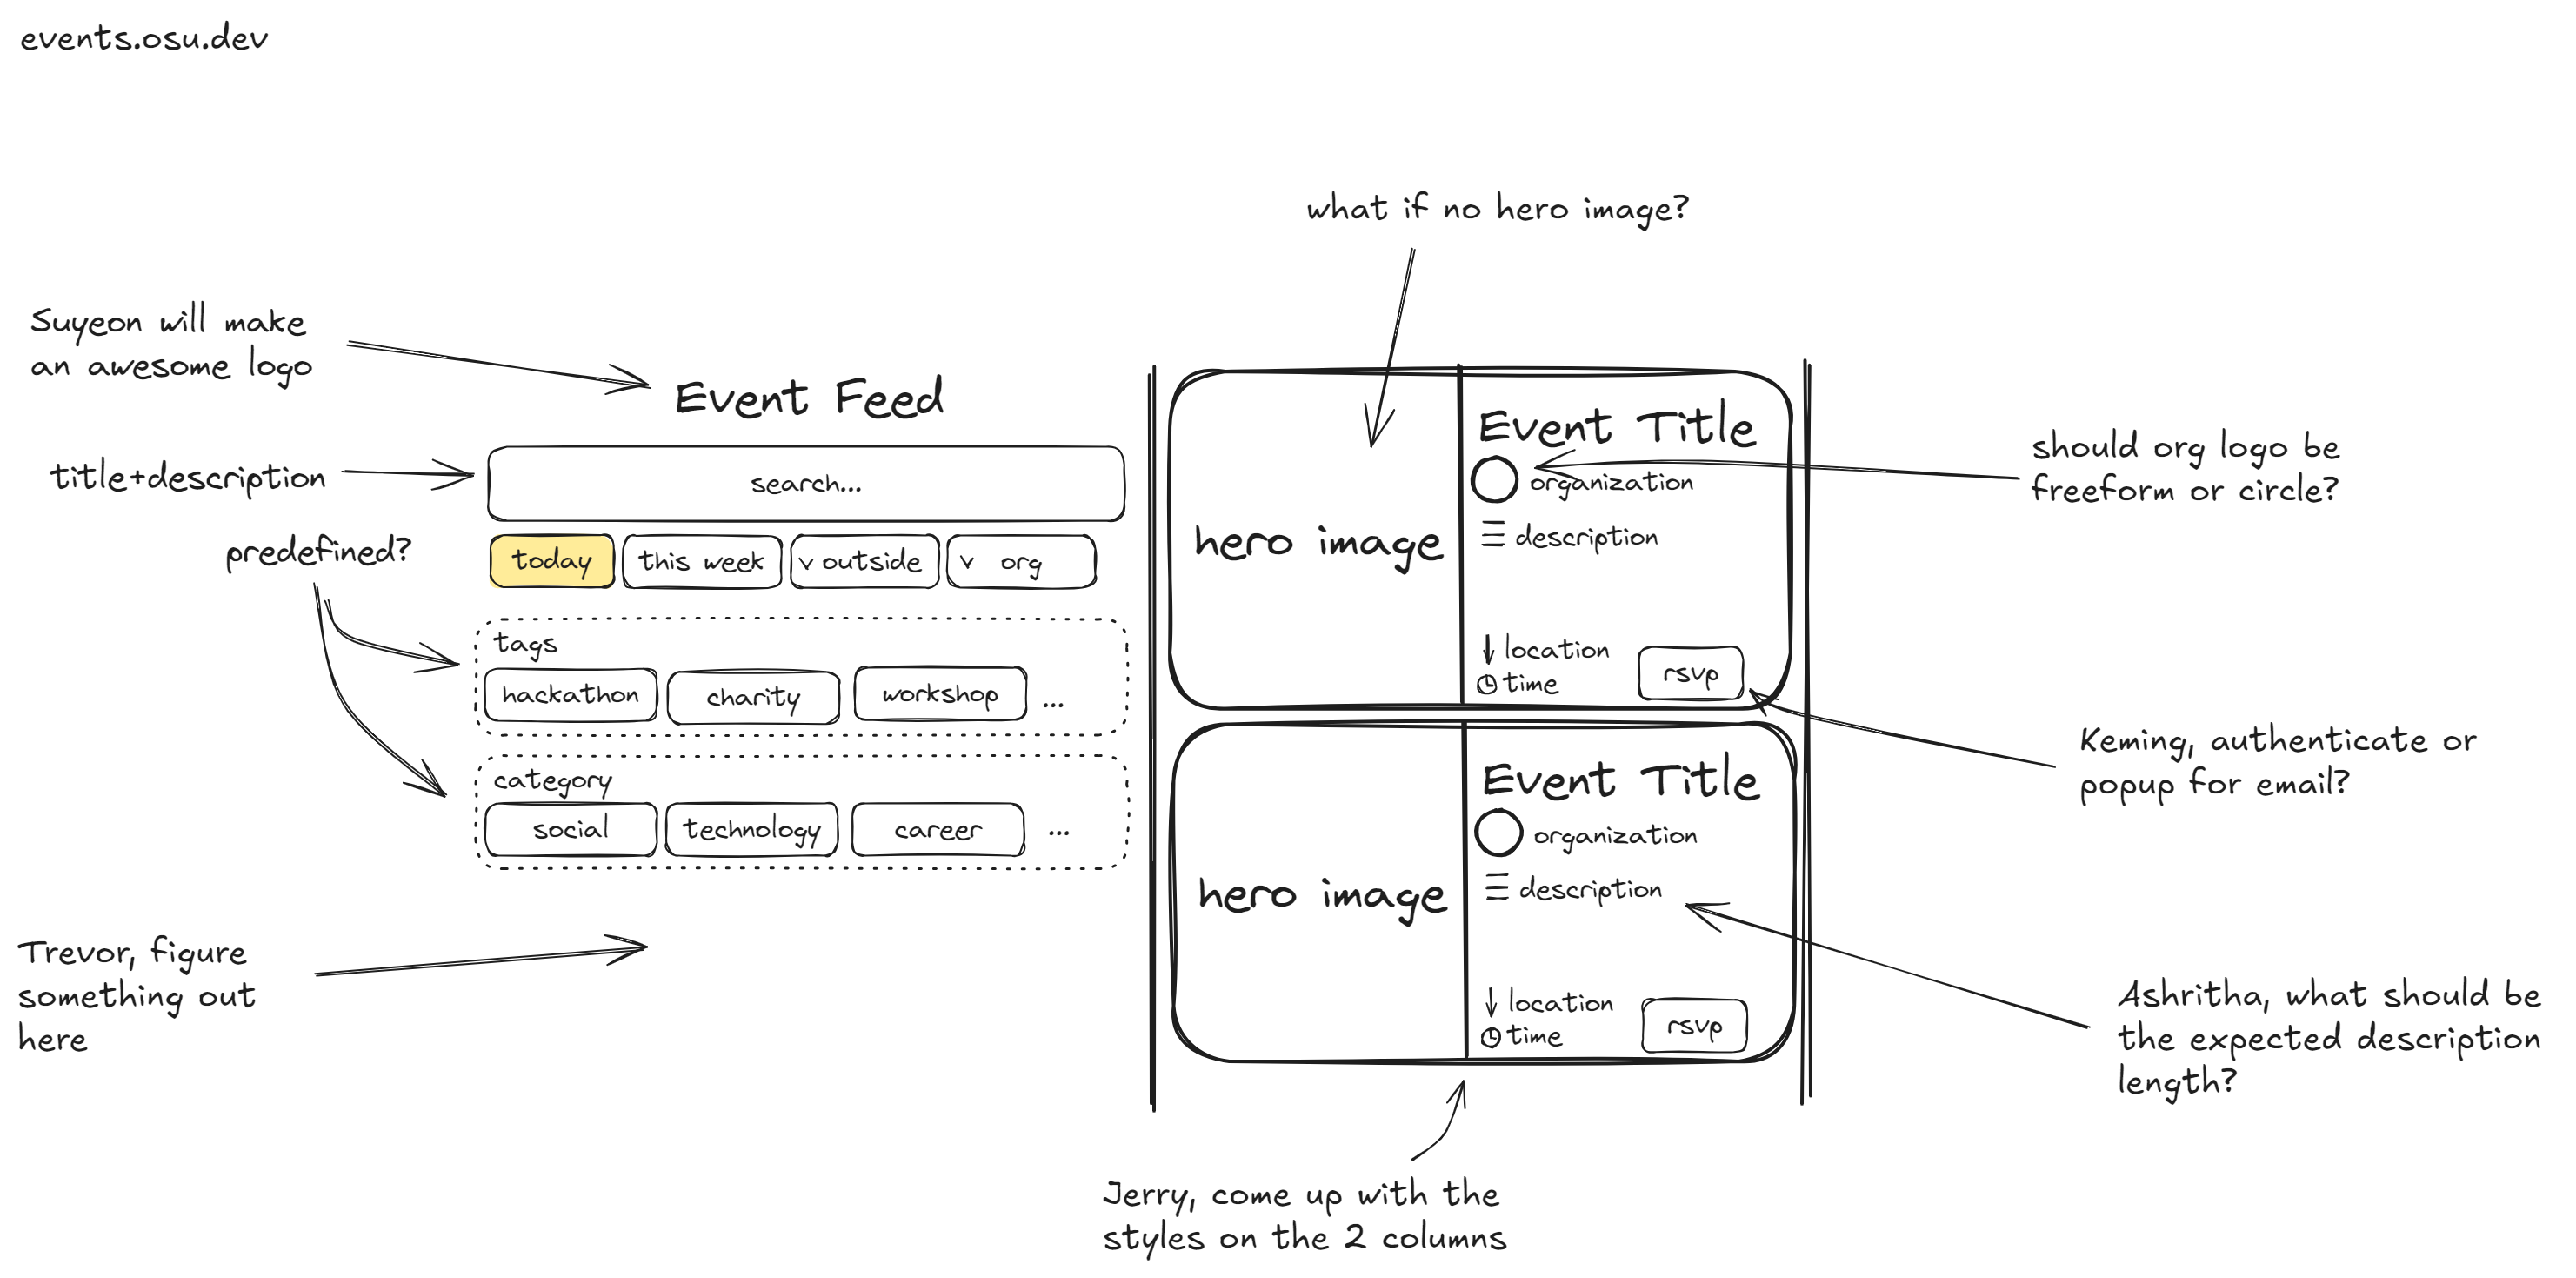 events.osu.dev
what if no hero image?
Suyeon will make
an awesome logo
Event Feed
title+description
search...
predefined?
today
this week
v outside
v org
tags
hackathon
charity
workshop
...
category
social
technology
career
...
Trevor, figure
something out
here
hero image
Event Title
organization
description
location
time
rsvp
hero image
Event Title
organization
description
location
time
rsvp
should org logo be
freeform or circle?
Keming, authenticate or
popup for email?
Ashritha, what should be
the expected description
length?
Jerry, come up with the
styles on the 2 columns